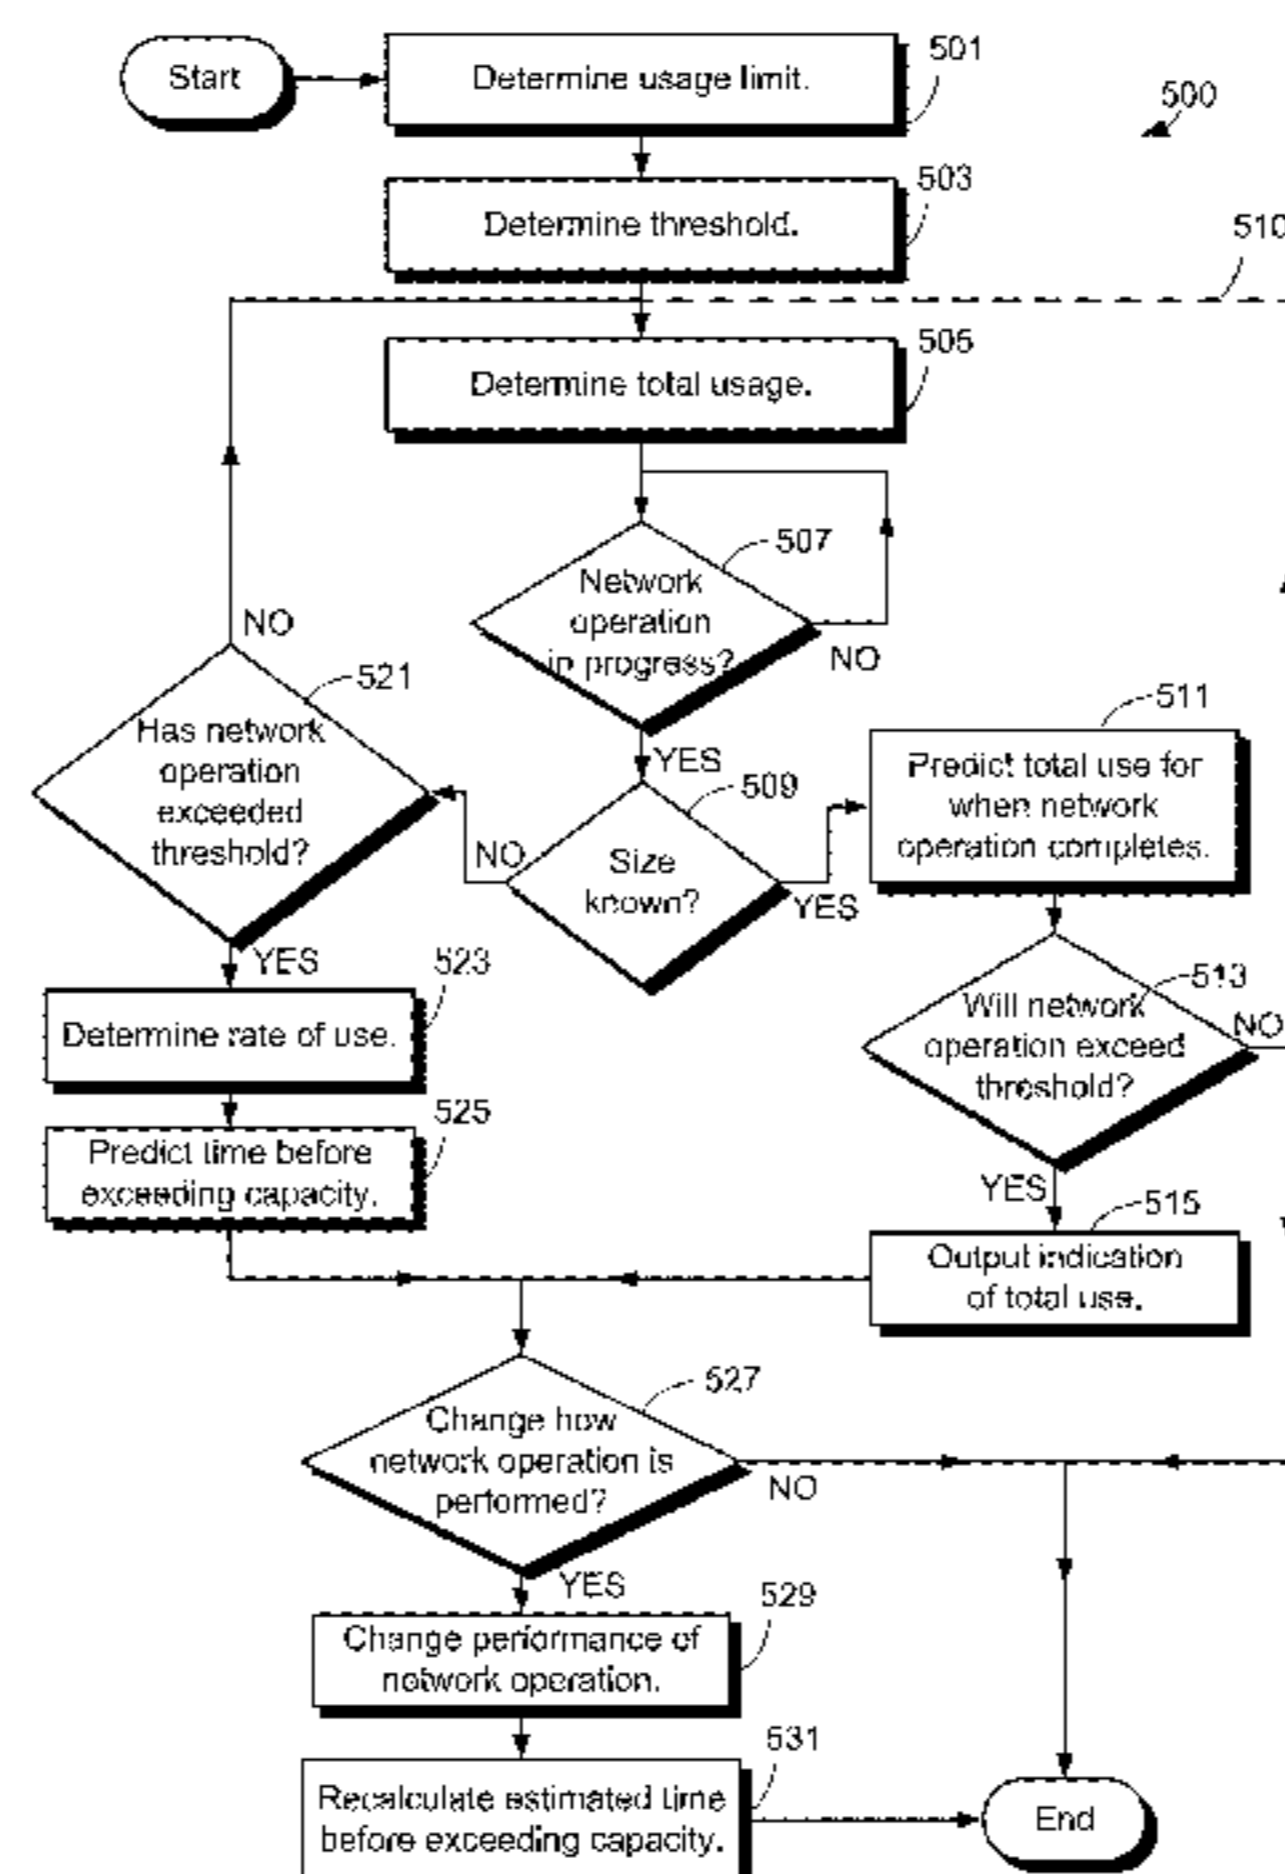 Start
Determine usage limit.
501
500
Determine threshold.
503
510
Determine total usage.
505
Network
operation
in progress?
507
NO
YES
NO
Has network
operation
exceeded
threshold?
521
YES
Size
known?
509
NO
YES
Predict total use for
when network
operation completes.
511
Will network
operation exceed
threshold?
513
NO
YES
Determine rate of use.
523
Predict time before
exceeding capacity.
525
Output indication
of total use.
515
Change how
network operation is
performed?
527
NO
YES
Change performance of
network operation.
529
Recalculate estimated time
before exceeding capacity.
531
End